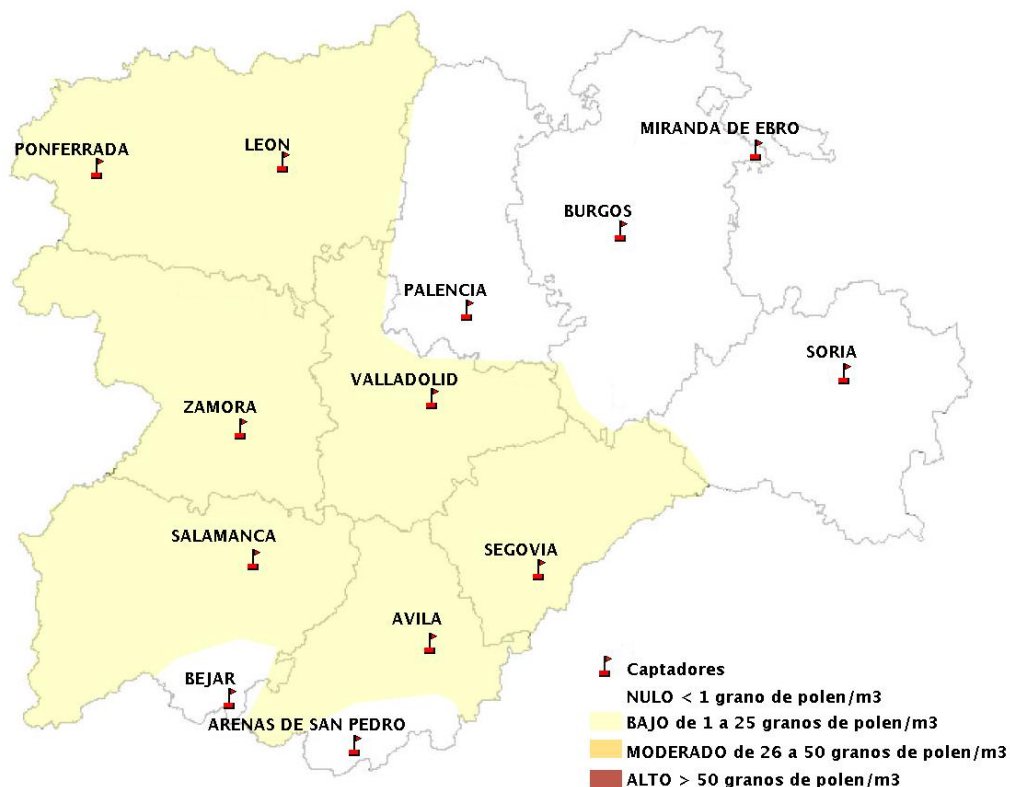 MIRANDA DE EBRO
PONFERRADA
LEON
BURGOS
PALENCIA
SORIA
VALLADOLID
ZAMORA
SALAMANCA
SEGOVIA
AVILA
BEJAR
ARENAS DE SAN PEDRO
Captadores
NULO < 1 grano de polen/m3
BAJO de 1 a 25 granos de polen/m3
MODERADO de 26 a 50 granos de polen/m3
ALTO > 50 granos de polen/m3